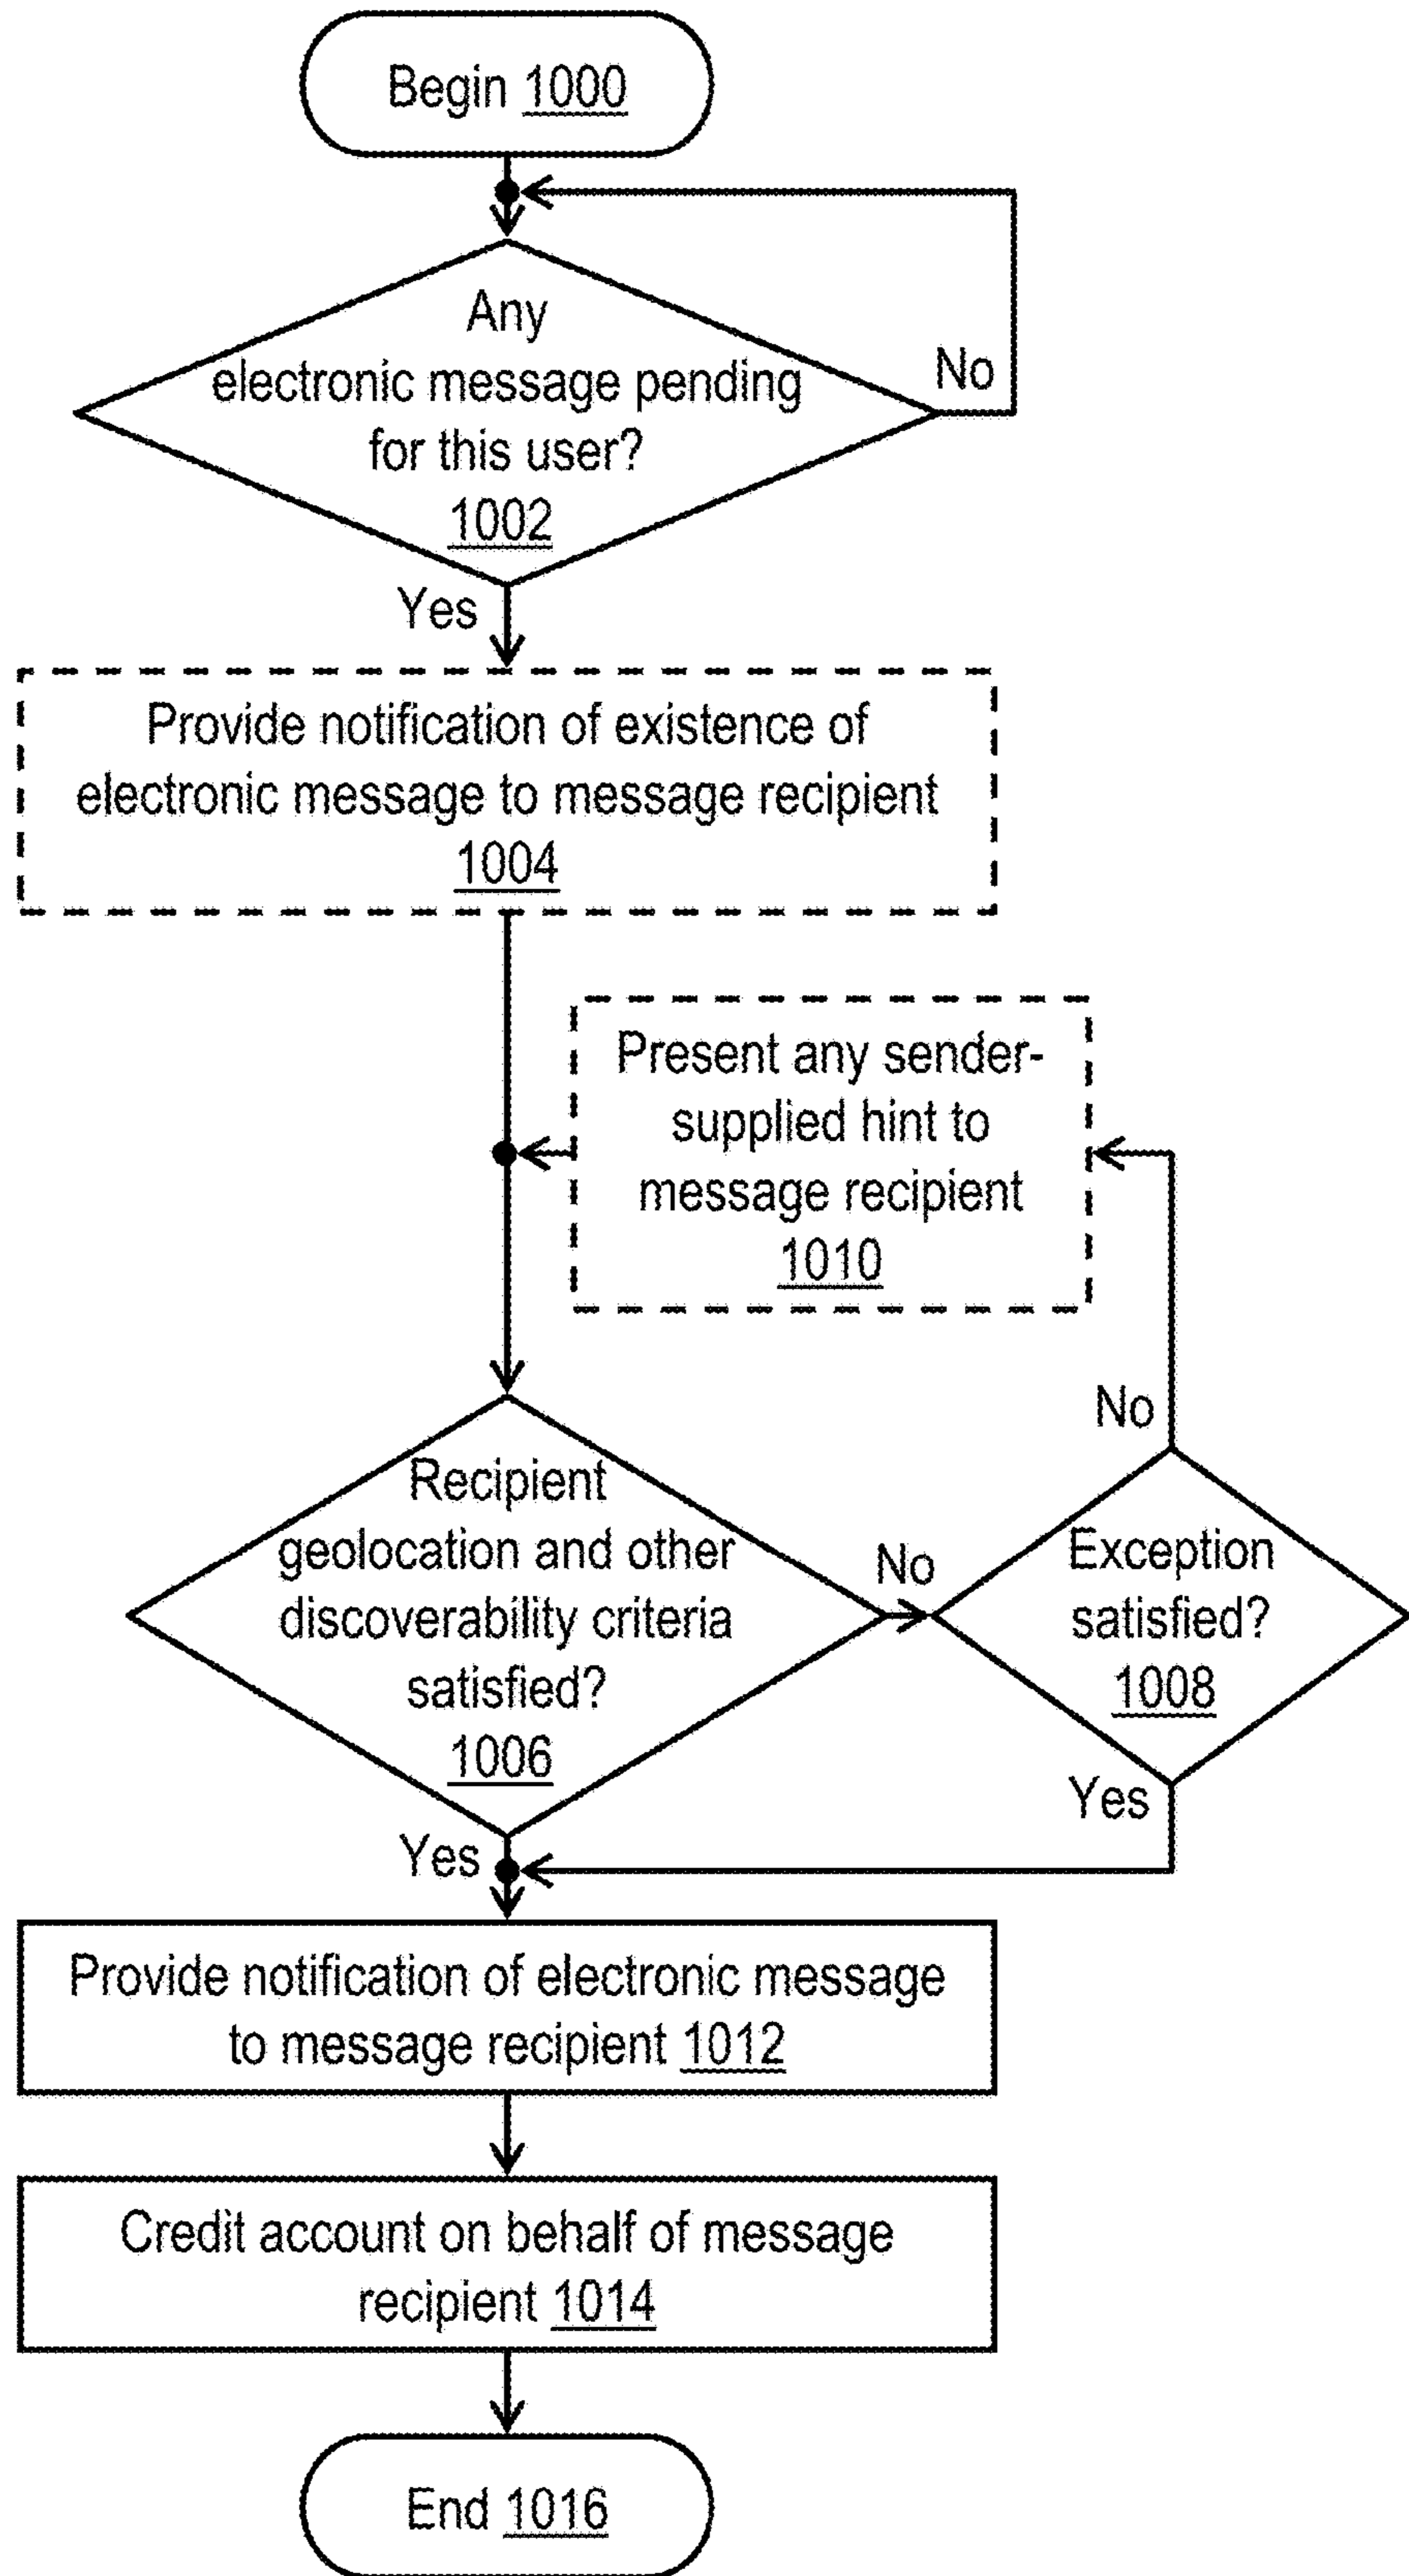 Begin 1000
Any
electronic message pending
for this user?
1002
No
Yes
Provide notification of existence of
electronic message to message recipient
1004
Present any sender-
supplied hint to
message recipient
1010
No
Recipient
geolocation and other
discoverability criteria
satisfied?
1006
No
Exception
satisfied?
1008
Yes
Yes
Provide notification of electronic message
to message recipient 1012
Credit account on behalf of message
recipient 1014
End 1016